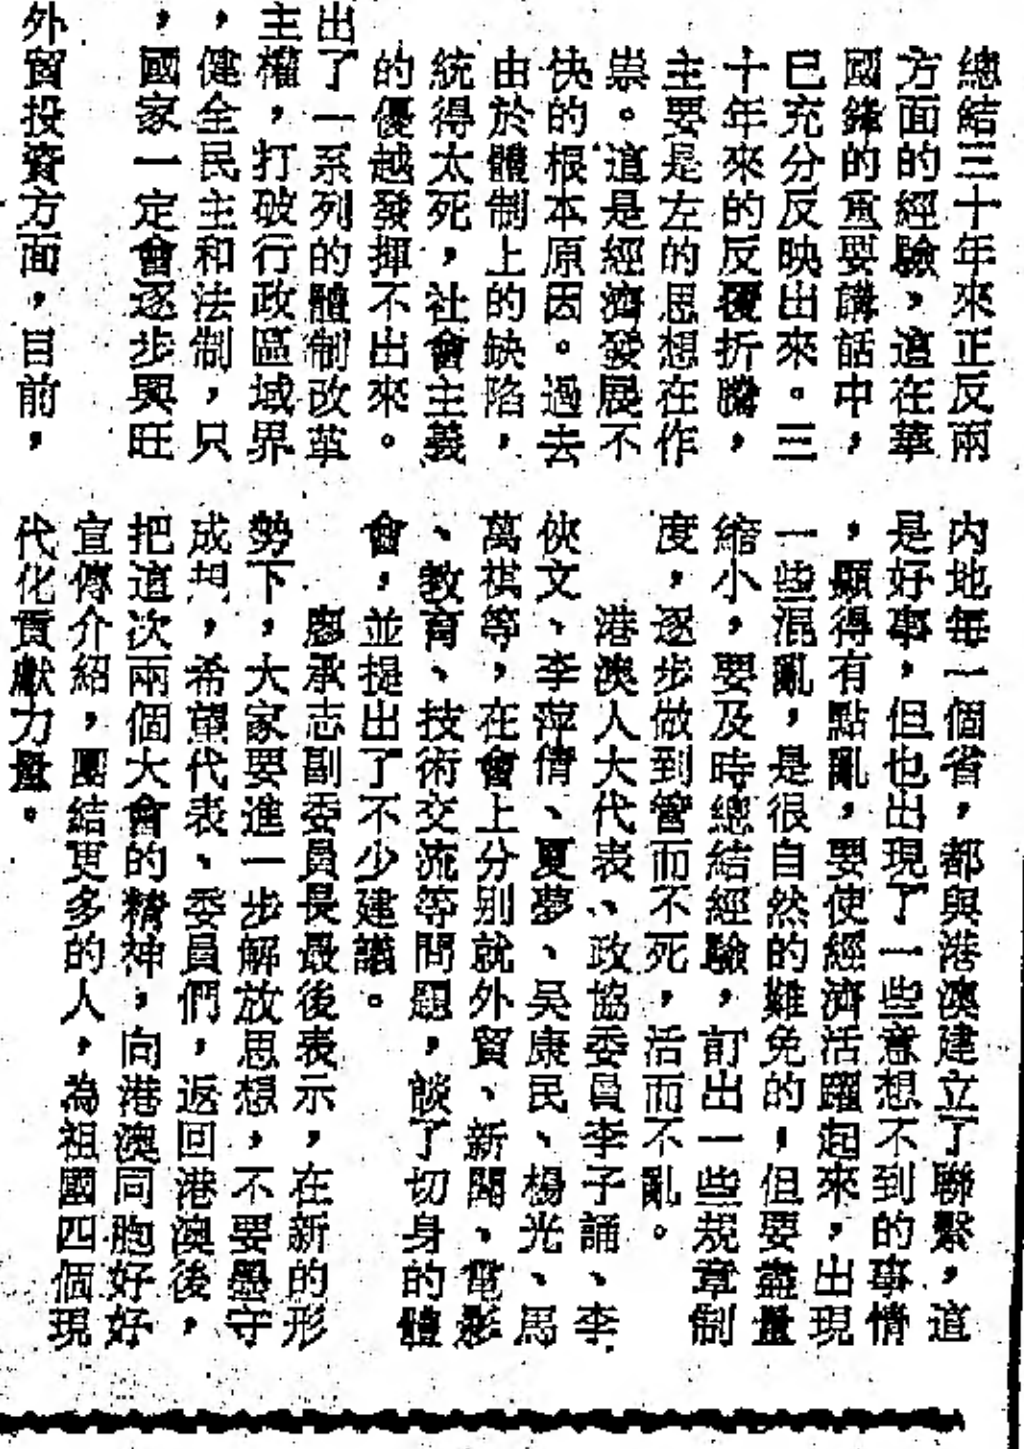 總結三十年來正反兩
方面的經驗，這在華
國鋒的重要講話中，
已充分反映出來。三
十年來的反覆折騰，
主要是左的思想在作
祟。這是經濟發展不
快的根本原因。過去
由於體制上的缺陷，
統得太死，社會主義
的優越發揮不出來。
出了一系列的體制改革
主權，打破行政區域界
，健全民主和法制，只
，國家一定會逐步興旺
外資投資方面，目前，
內地每一個省，都與港澳建立了聯繫，這
是好事，但也出現了一些意想不到的事情
，顯得有點亂，要使經濟活躍起來，出現
一些混亂，是很自然的難免的，但要盡量
縮小，要及時總結經驗，訂出一些規章制
度，逐步做到管而不死，活而不亂。
港澳人大代表、政協委員李子誦、李
俠文、李萍倩、夏夢、吳康民、楊光、馬
萬祺等，在會上分別就外貿、新聞、電影
、教育、技術交流等問題，談了切身的體
會，並提出了不少建議。
廖承志副委員長最後表示，在新的形
勢下，大家要進一步解放思想，不要墨守
成規，希望代表、委員們，返回港澳後，
把這次兩個大會的精神，向港澳同胞好好
宣傳介紹，團結更多的人，為祖國四個現
代化貢獻力量。